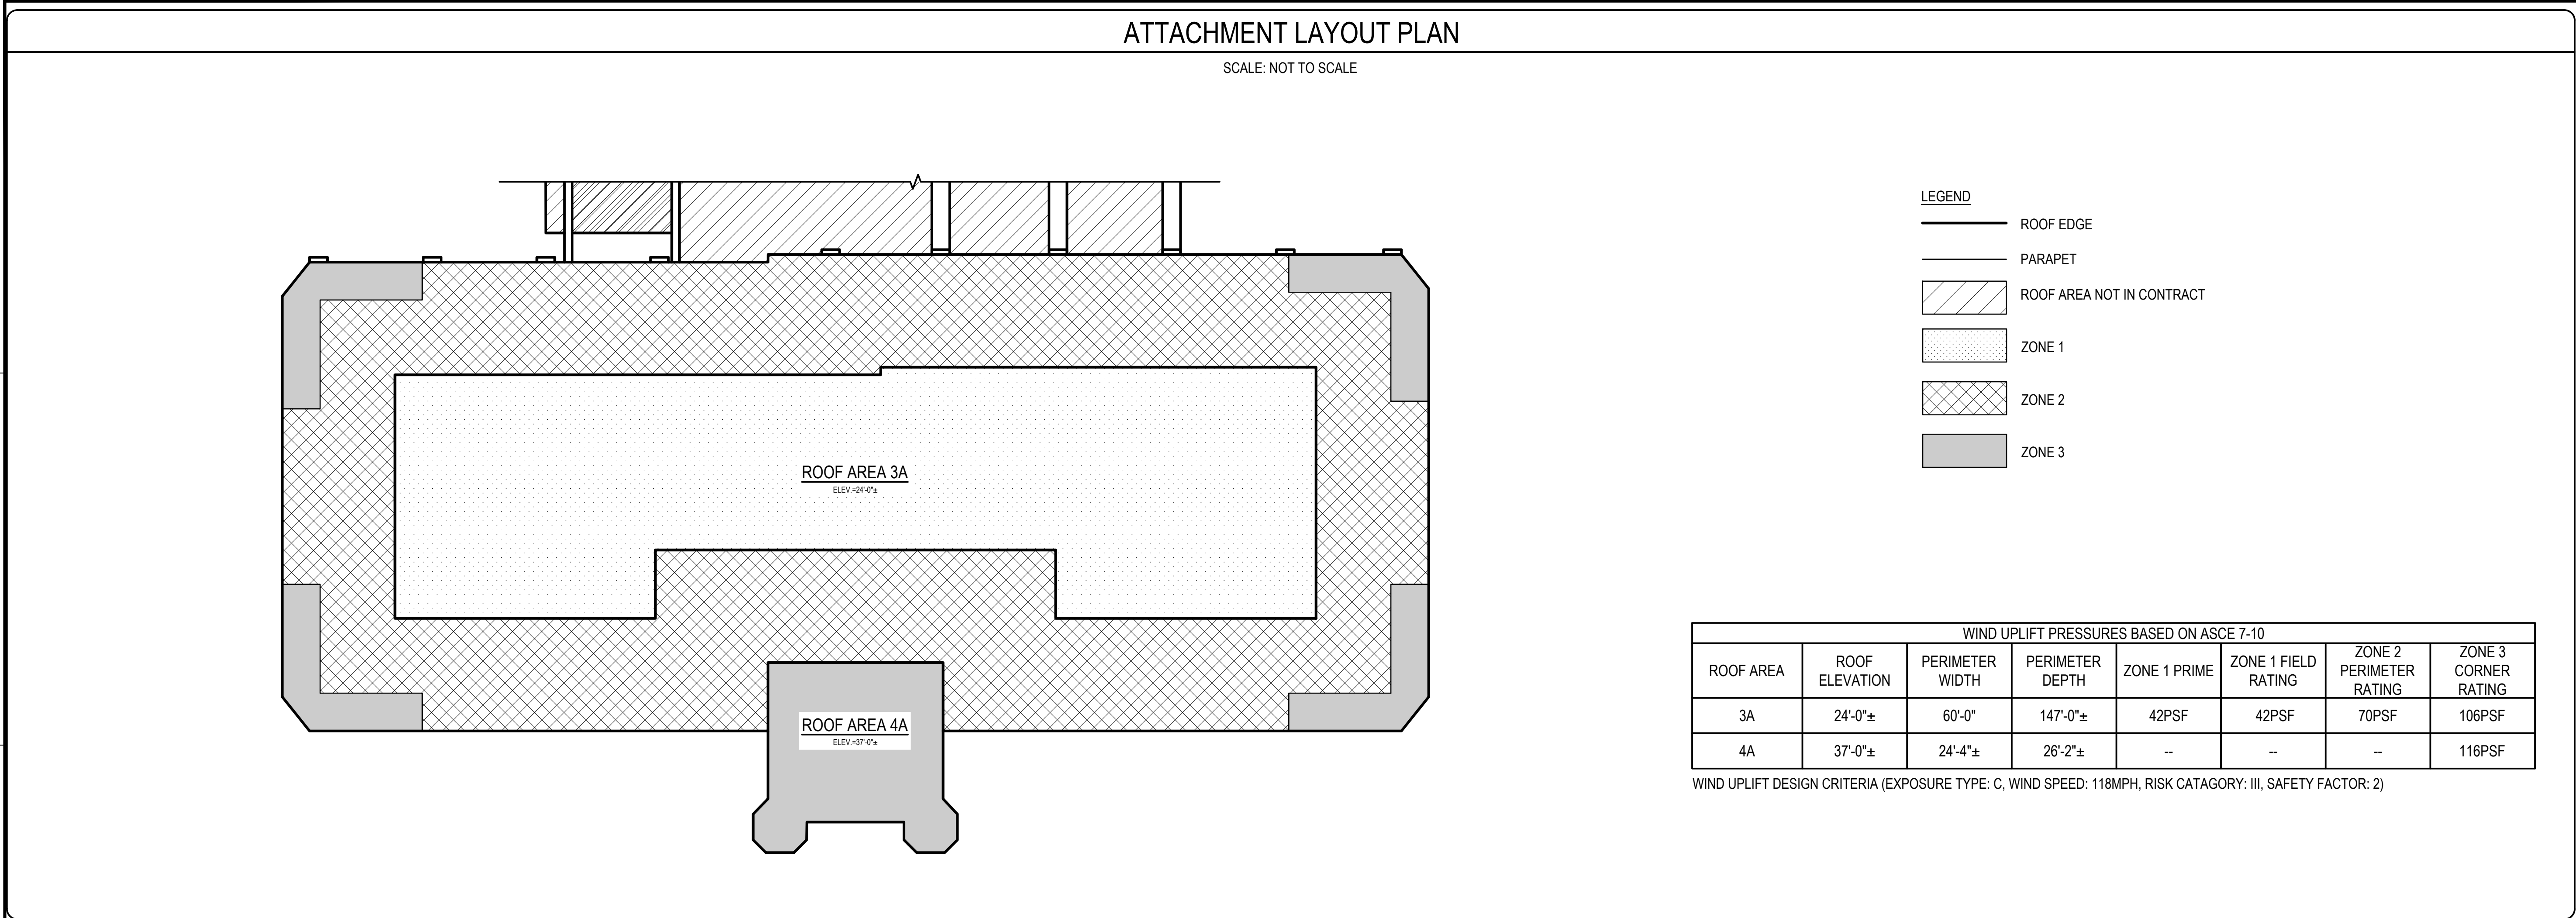 ATTACHMENT LAYOUT PLAN
SCALE: NOT TO SCALE
ROOF AREA 3A
ELEV.=24'-0"±
ROOF AREA 4A
ELEV.=37'-0"±
LEGEND
ROOF EDGE
PARAPET
ROOF AREA NOT IN CONTRACT
ZONE 1
ZONE 2
ZONE 3
WIND UPLIFT PRESSURES BASED ON ASCE 7-10
ROOF AREA
ROOF
ELEVATION
PERIMETER
WIDTH
PERIMETER
DEPTH
ZONE 1 PRIME
ZONE 1 FIELD
RATING
ZONE 2
PERIMETER
RATING
ZONE 3
CORNER
RATING
3A 24'-0"± 60'-0" 147'-0"± 42PSF 42PSF 70PSF 106PSF
4A 37'-0"± 24'-4"± 26'-2"± -- -- -- 116PSF
WIND UPLIFT DESIGN CRITERIA (EXPOSURE TYPE: C, WIND SPEED: 118MPH, RISK CATAGORY: III, SAFETY FACTOR: 2)